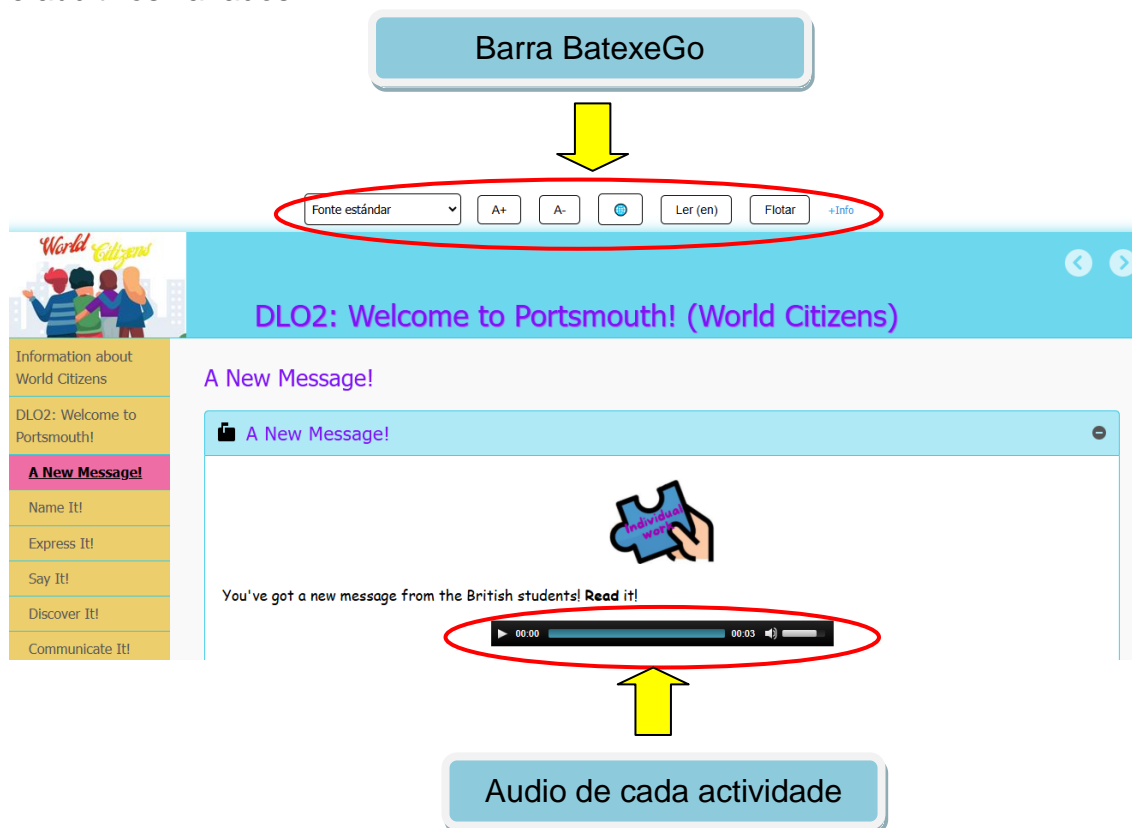 Barra BatexeGo
Fonte estándar A+ A- Ler (en) Flotar +Info
World Citizens
DLO2: Welcome to Portsmouth! (World Citizens)
Information about
World Citizens
DLO2: Welcome to
Portsmouth!
A New Message!
Name It!
Express It!
Say It!
Discover It!
Communicate It!
A New Message!
A New Message!
Individual
work
You've got a new message from the British students! Read it!
00:00 00:03
Audio de cada actividade